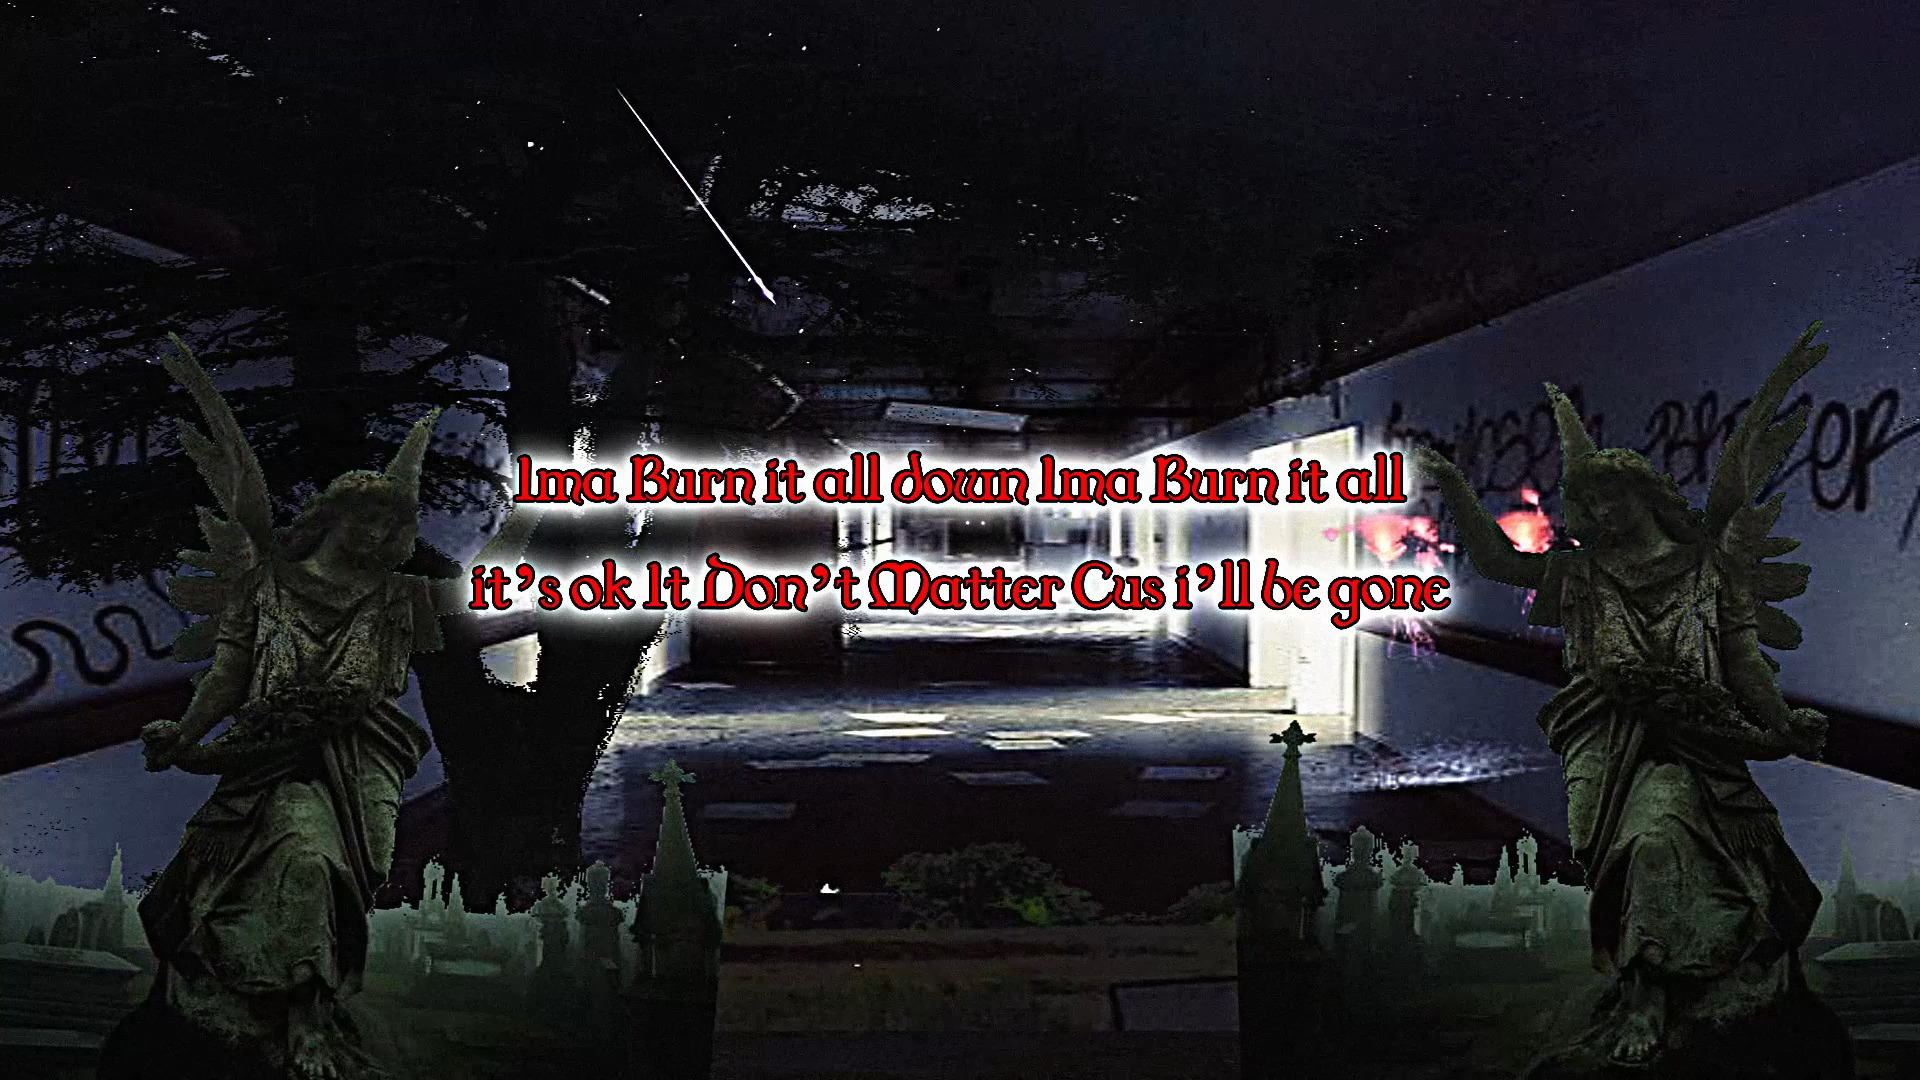 Ima Burn it all down Ima Burn it all
it's ok It Don't Matter Cus i'll be gone